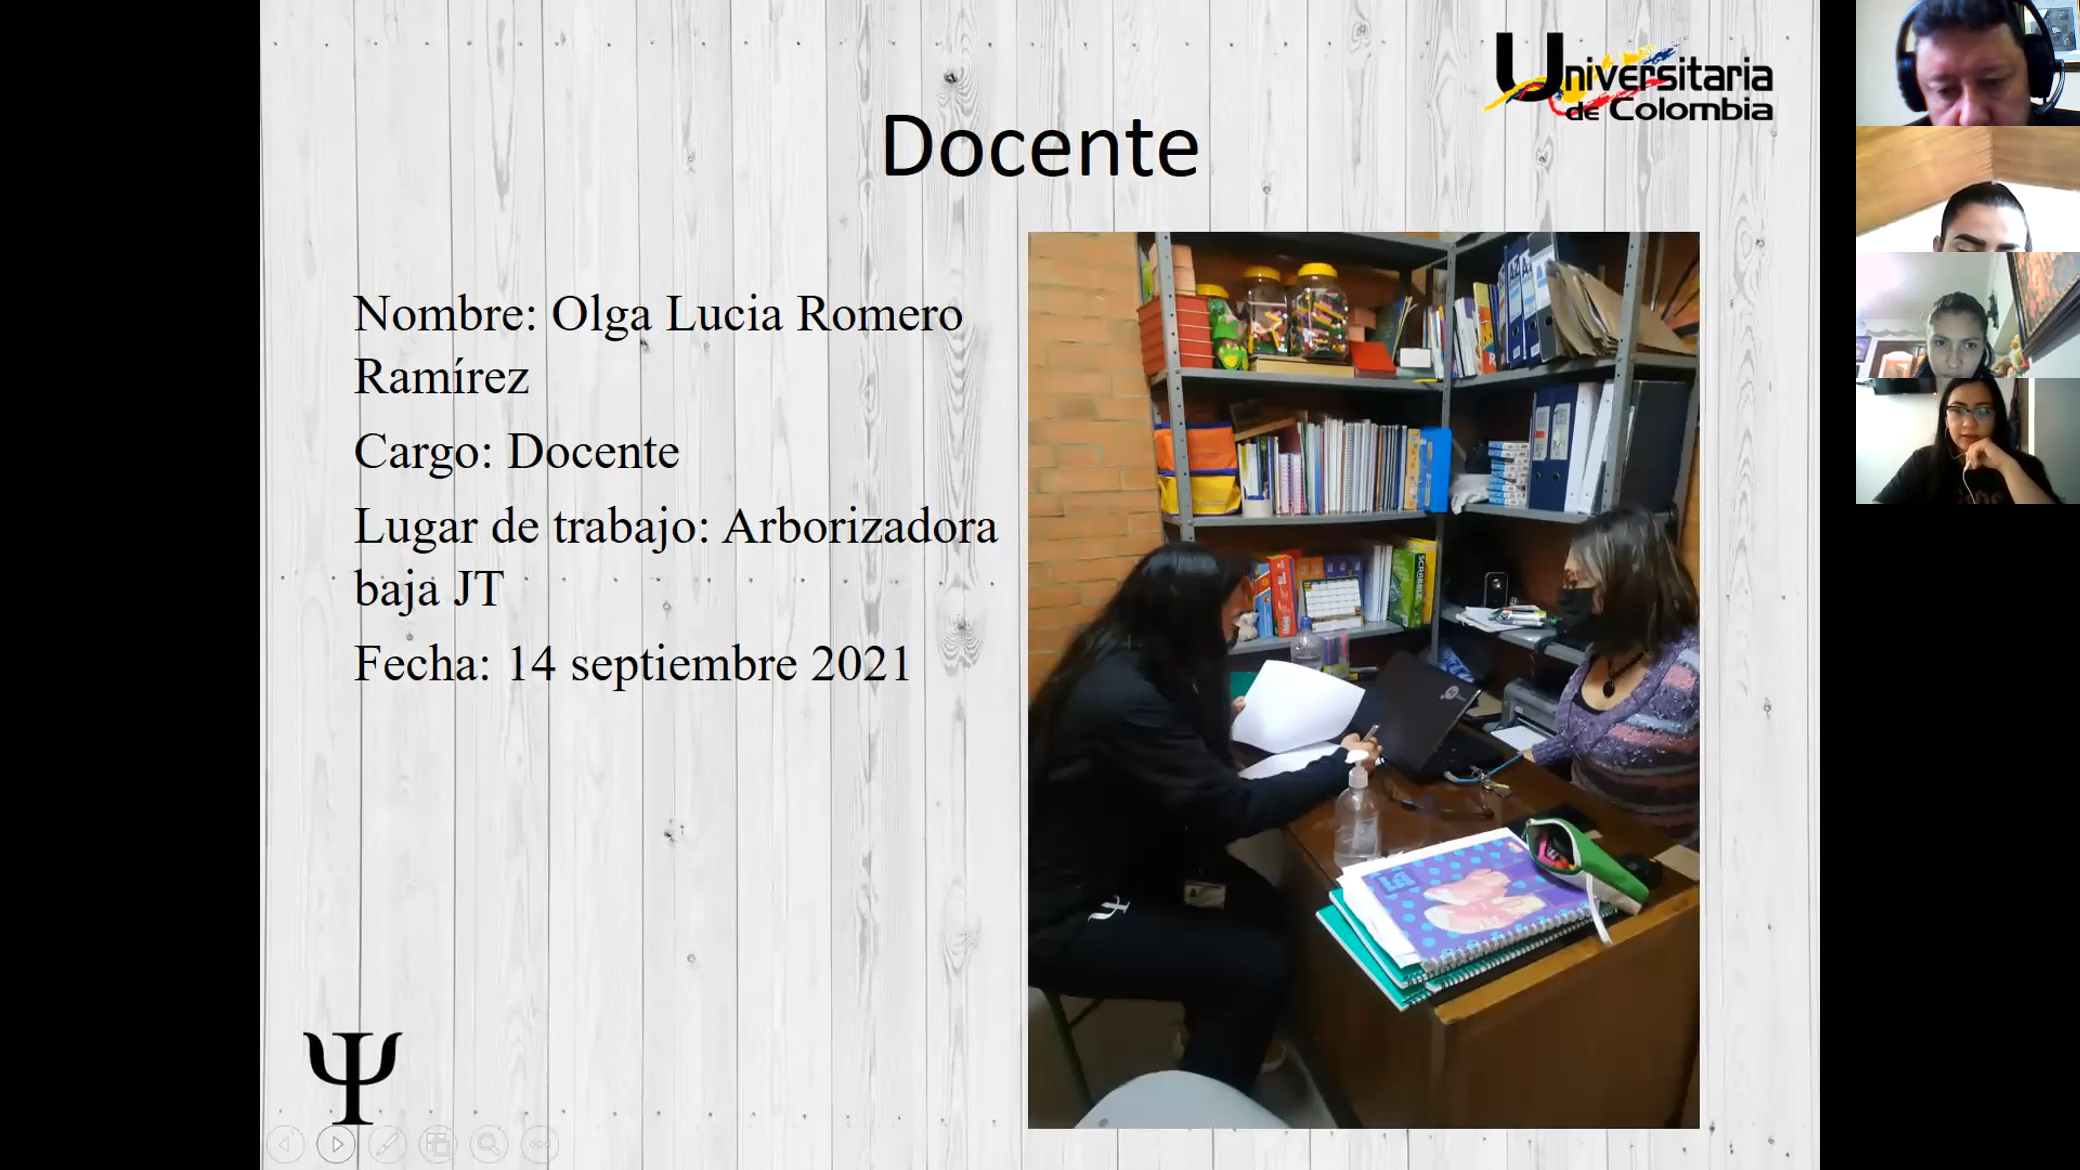 Universitaria
de Colombia
Docente
Nombre: Olga Lucia Romero
Ramírez
Cargo: Docente
Lugar de trabajo: Arborizadora
baja JT
Fecha: 14 septiembre 2021
Ψ
SCRABBLE